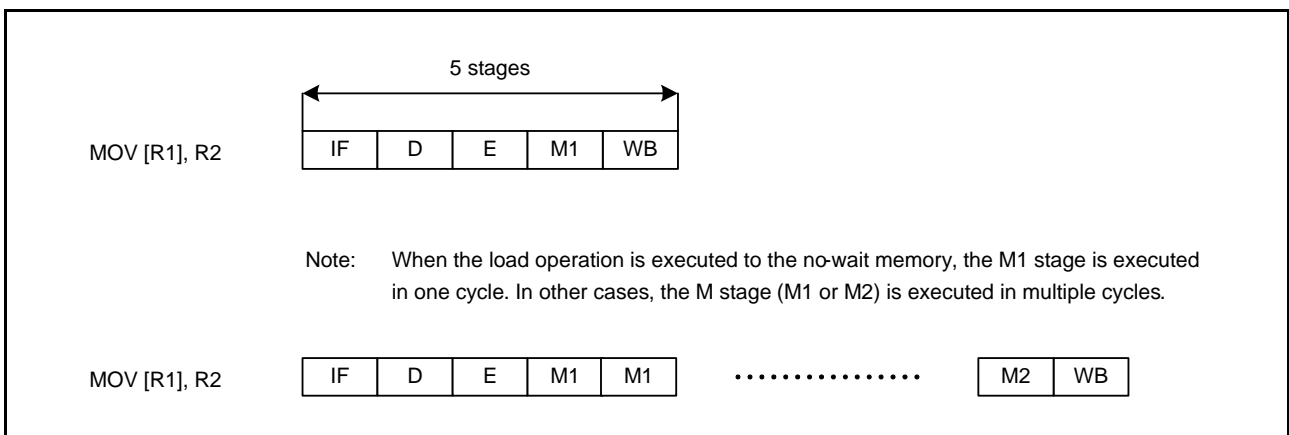 5 stages
MOV [R1], R2 IF D E M1 WB
Note: When the load operation is executed to the no-wait memory, the M1 stage is executed
in one cycle. In other cases, the M stage (M1 or M2) is executed in multiple cycles.
MOV [R1], R2 IF D E M1 M1 ................ M2 WB